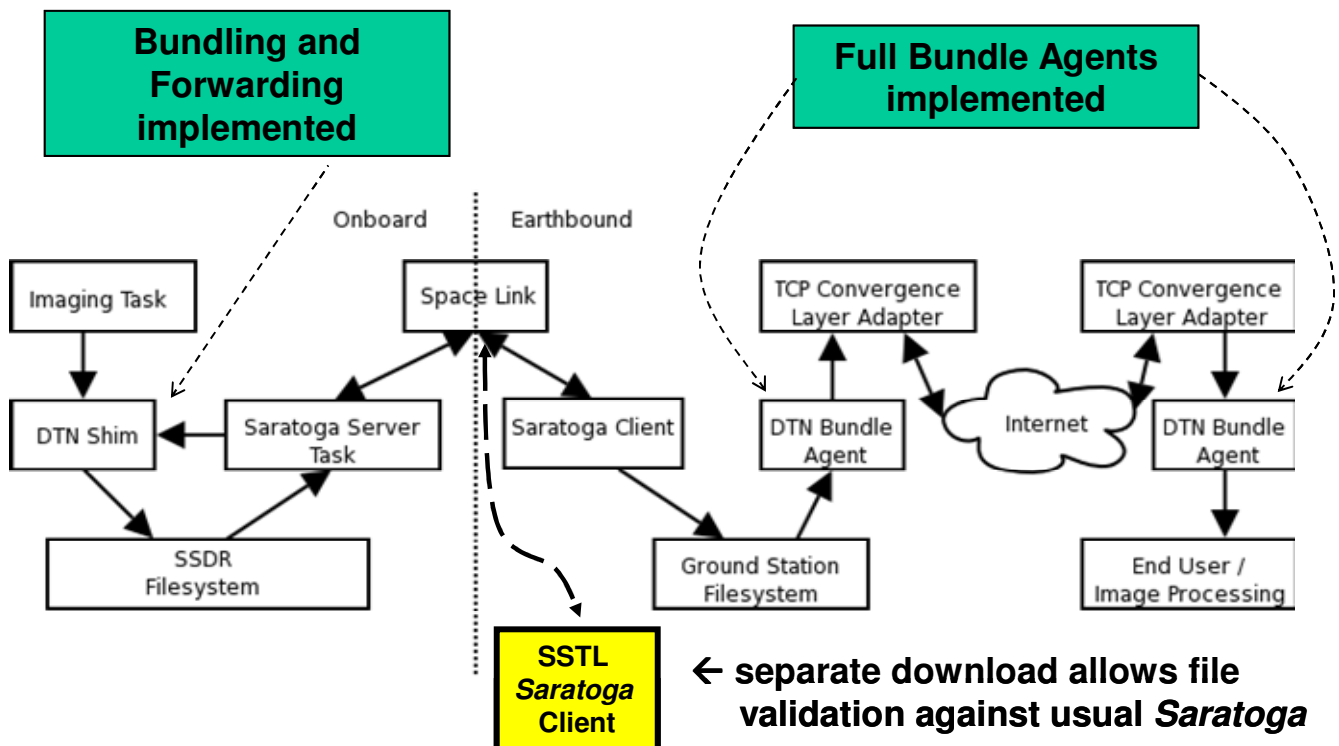 Bundling and
Forwarding
implemented
Full Bundle Agents
implemented
Onboard
Earthbound
Imaging Task
Space Link
TCP Convergence
Layer Adapter
TCP Convergence
Layer Adapter
DTN Shim
Saratoga Server
Task
Saratoga Client
DTN Bundle
Agent
Internet
DTN Bundle
Agent
SSDR
Filesystem
Ground Station
Filesystem
End User /
Image Processing
SSTL
Saratoga
Client
← separate download allows file
validation against usual Saratoga